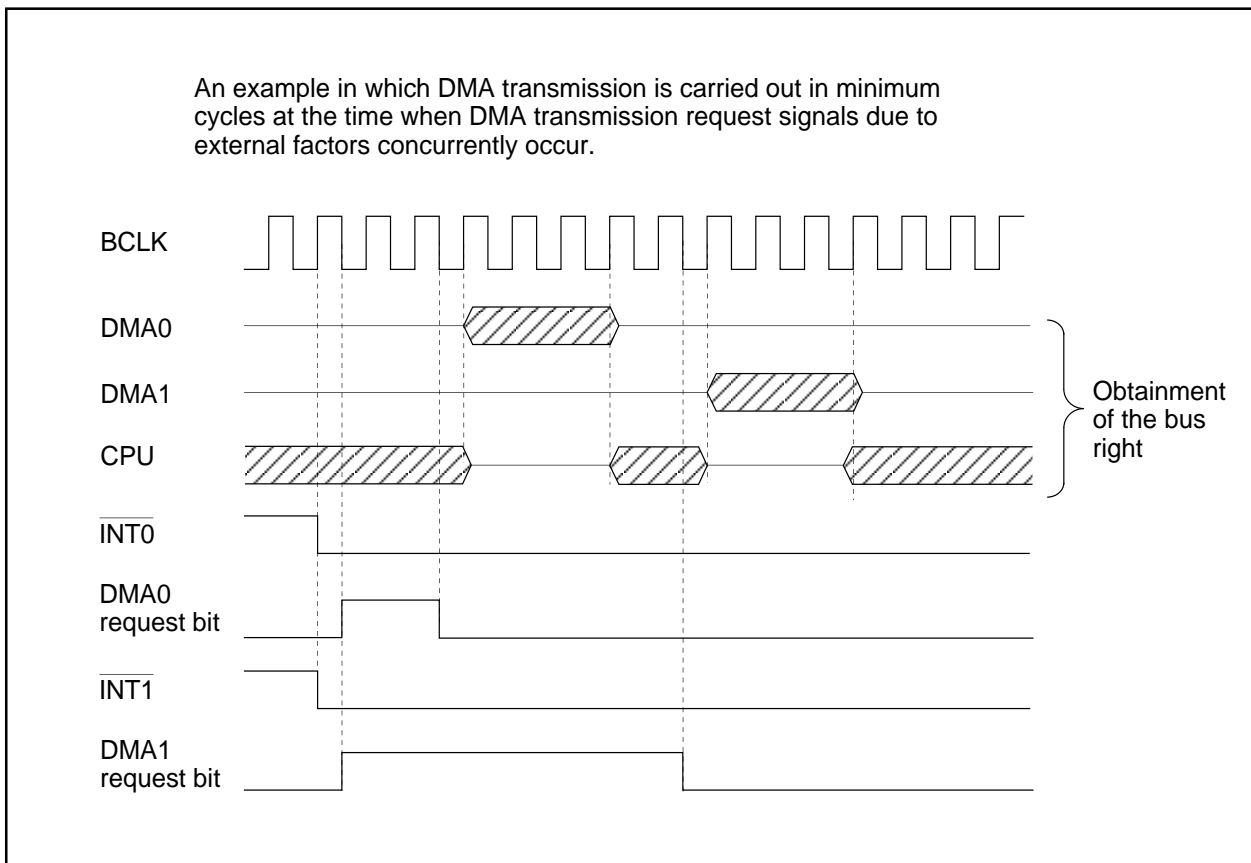 An example in which DMA transmission is carried out in minimum
cycles at the time when DMA transmission request signals due to
external factors concurrently occur.
BCLK
DMA0
DMA1
Obtainment
of the bus
right
CPU
INT0
DMA0
request bit
INT1
DMA1
request bit